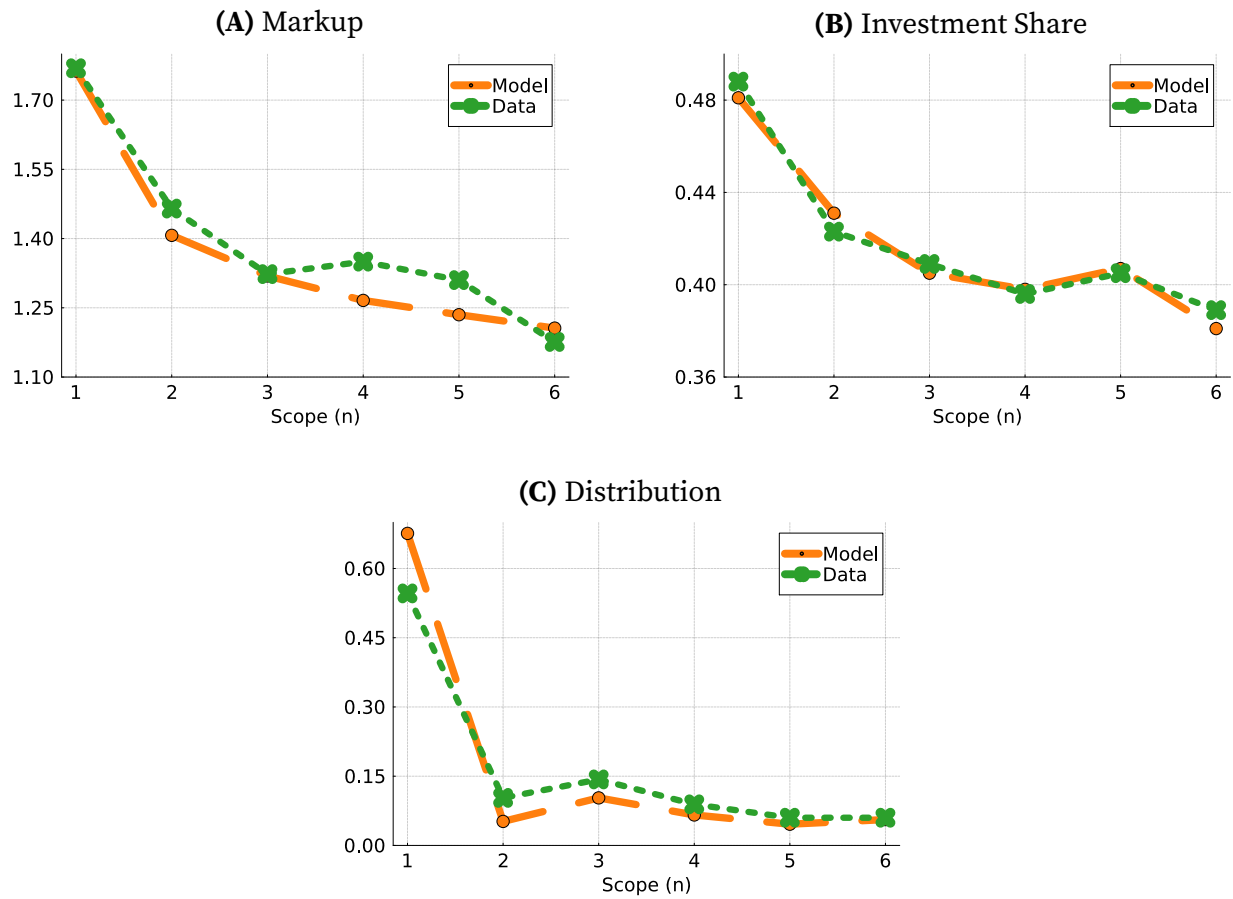 (A) Markup
1.70
1.55
1.40
1.25
1.10
1 2 3 4 5 6
Scope (n)
Model
Data
(B) Investment Share
0.48
0.44
0.40
0.36
1 2 3 4 5 6
Scope (n)
Model
Data
(C) Distribution
0.60
0.45
0.30
0.15
0.00
1 2 3 4 5 6
Scope (n)
Model
Data